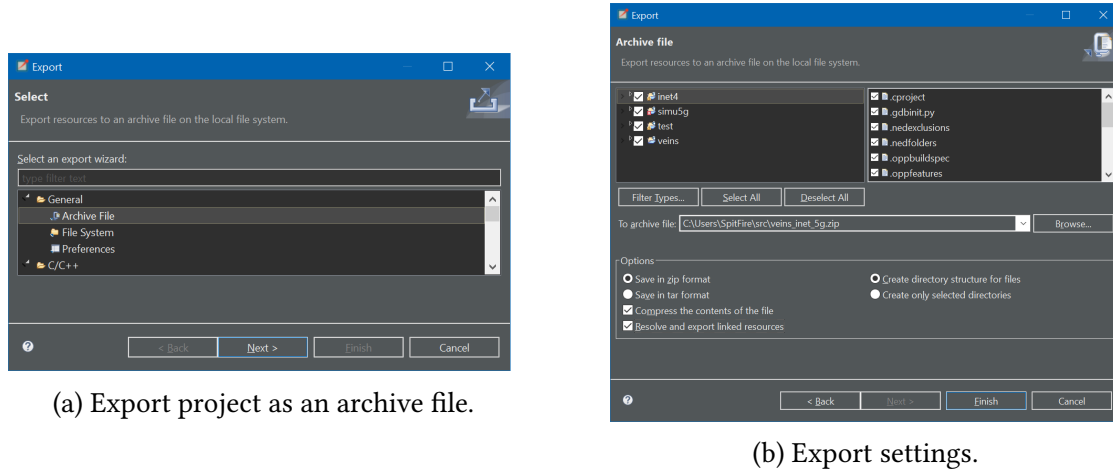 Export
Select
Export resources to an archive file on the local file system.
Select an export wizard:
type filter text
General
Archive File
File System
Preferences
C/C++
< Back Next > Finish Cancel
(a) Export project as an archive file.
Export
Archive file
Export resources to an archive file on the local file system.
inet4 .cproject
simu5g .gdbinit.py
test .nedexclusions
veins .nedfolders
.oppbuildspec
.oppfeatures
Filter Types... Select All Deselect All
To archive file: C:\Users\SpitFire\src\veins_inet_5g.zip Browse...
Options
Save in zip format Create directory structure for files
Save in tar format Create only selected directories
Compress the contents of the file
Resolve and export linked resources
< Back Next > Finish Cancel
(b) Export settings.